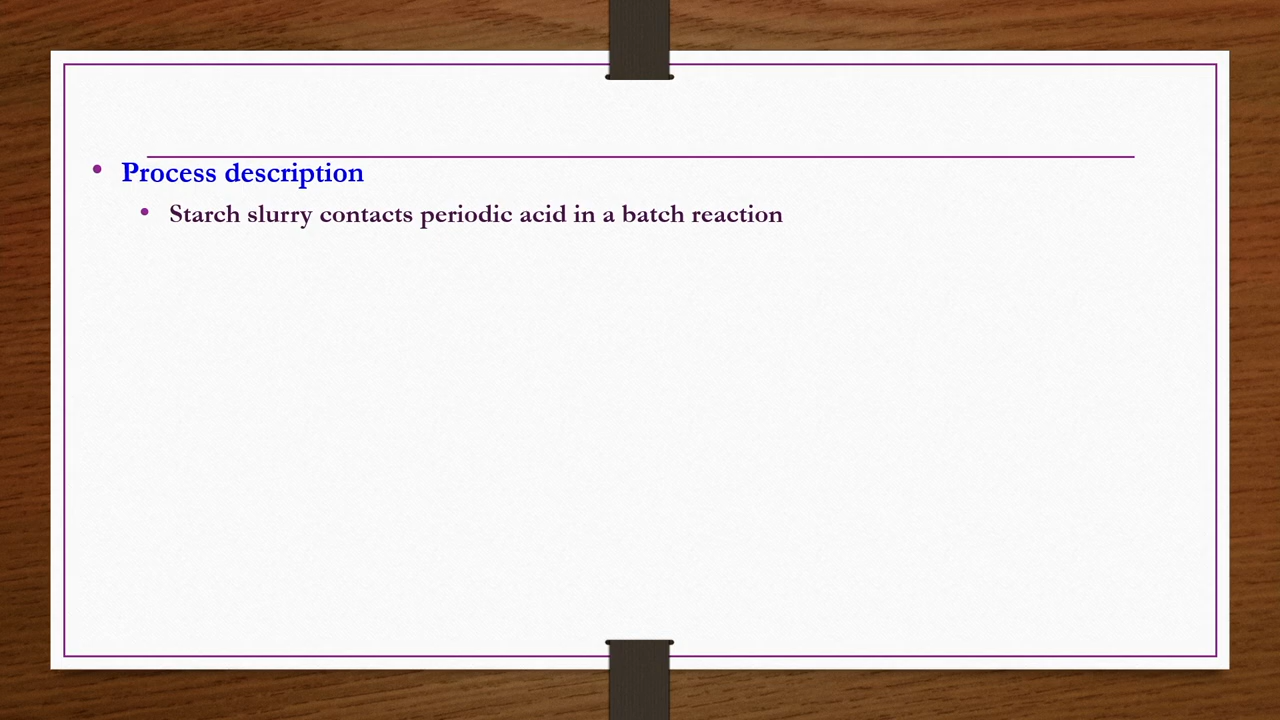 • Process description
• Starch slurry contacts periodic acid in a batch reaction